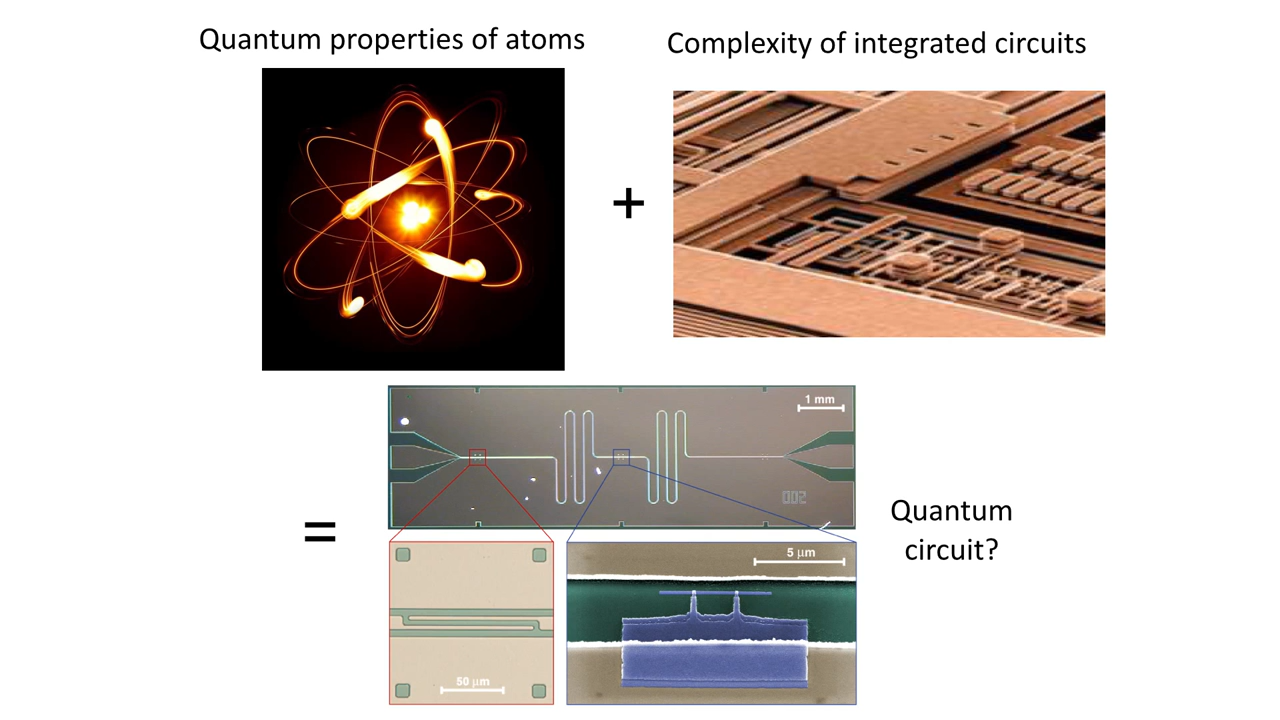 Quantum properties of atoms
Complexity of integrated circuits
+
1 mm
002
=
Quantum
circuit?
5 μm
50 μm